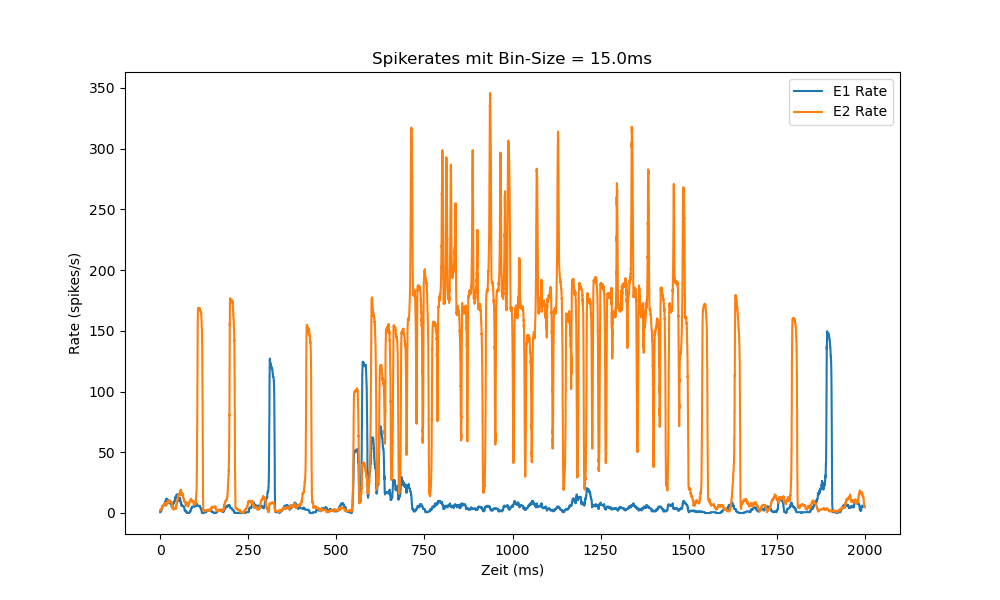 Spikerates mit Bin-Size = 15.0ms
E1 Rate
E2 Rate
350
300
250
200
150
100
50
0
Rate (spikes/s)
0 250 500 750 1000 1250 1500 1750 2000
Zeit (ms)